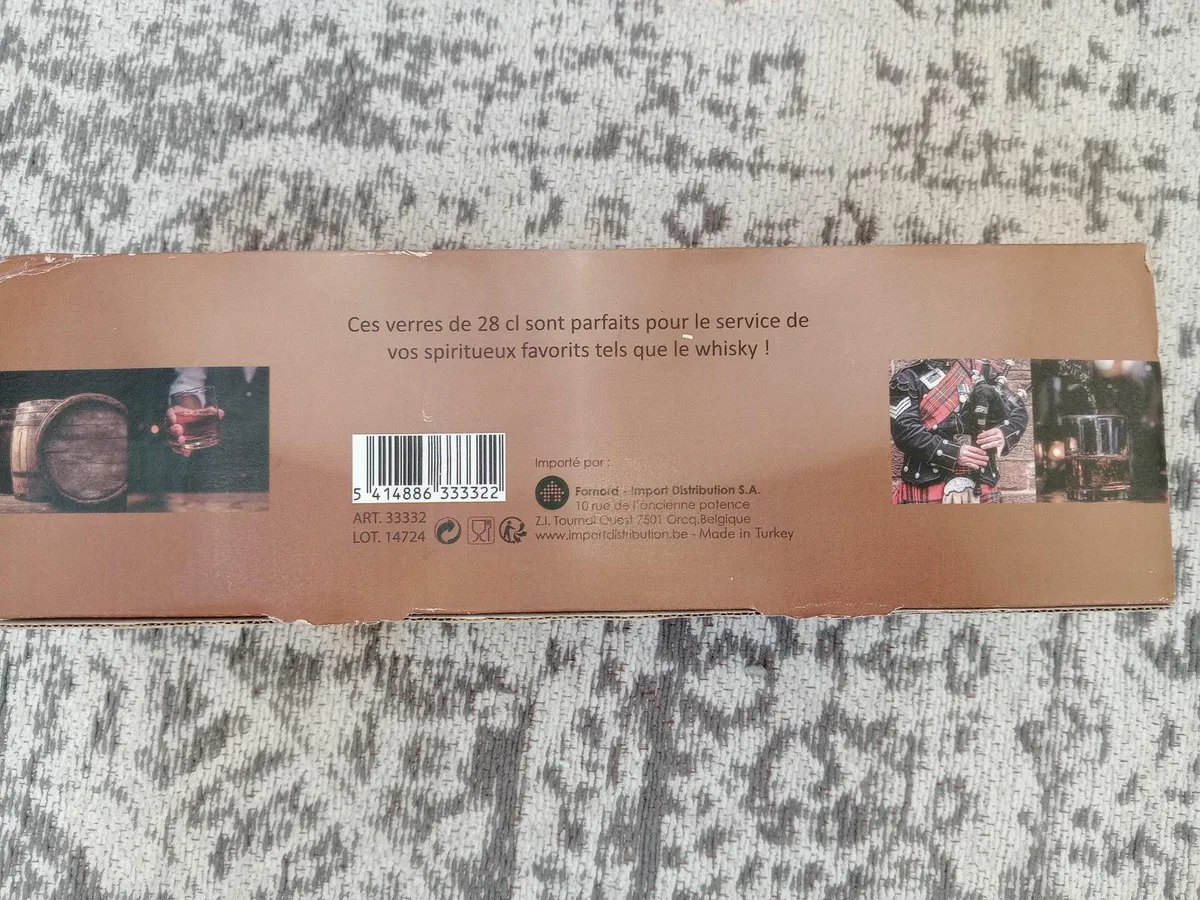 Ces verres de 28 cl sont parfaits pour le service de
vos spiritueux favorits tels que le whisky !
5 414886 333322
ART. 33332
LOT. 14724
Importé par :
Fornord - Import Distribution S.A.
10 rue de l'ancienne potence
Z.I. Tournai Ouest 7501 Orcq,Belgique
www.importdistribution.be - Made in Turkey